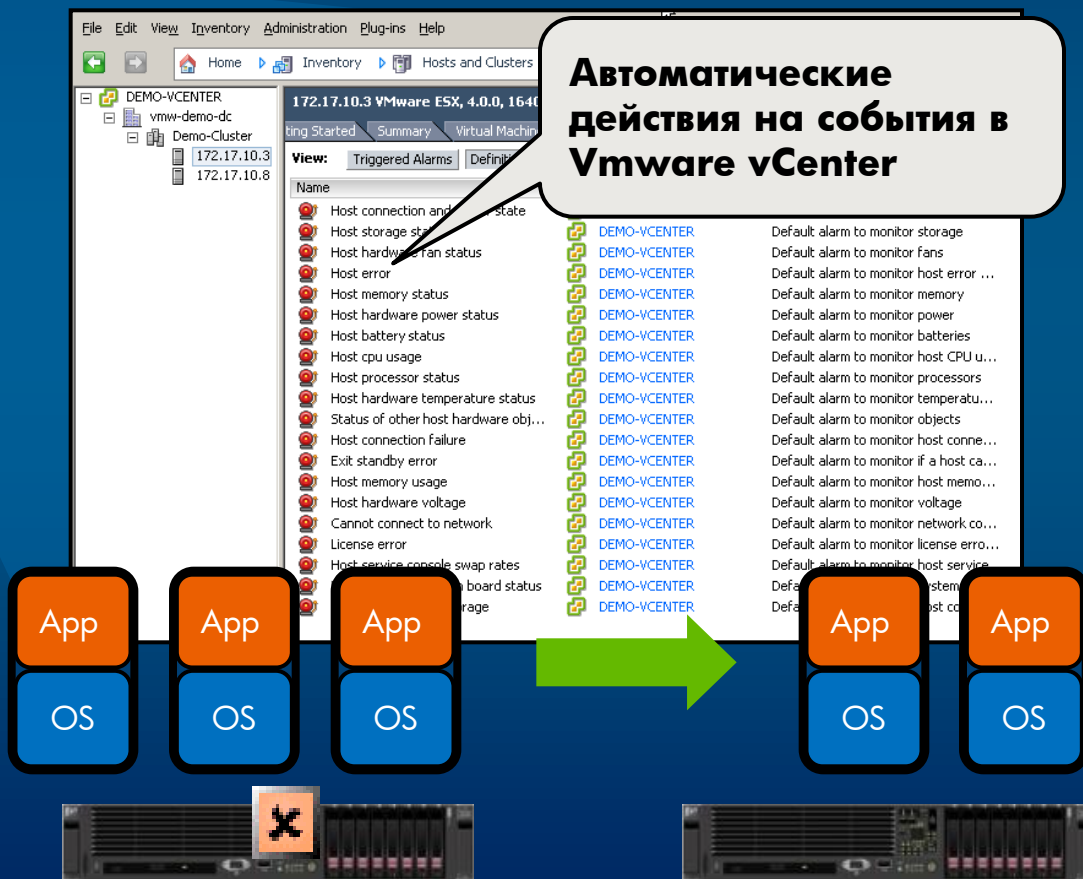 File Edit View Inventory Administration Plug-ins Help
Home Inventory Hosts and Clusters
Автоматические
действия на события в
Vmware vCenter
DEMO-VCENTER
vmw-demo-dc
Demo-Cluster
172.17.10.3
172.17.10.8
172.17.10.3 VMware ESX, 4.0.0, 1640
ting Started Summary Virtual Machin
View: Triggered Alarms Definiti
Name
Host connection and state
Host storage sta DEMO-VCENTER Default alarm to monitor storage
Host hardware fan status DEMO-VCENTER Default alarm to monitor fans
Host error DEMO-VCENTER Default alarm to monitor host error ...
Host memory status DEMO-VCENTER Default alarm to monitor memory
Host hardware power status DEMO-VCENTER Default alarm to monitor power
Host battery status DEMO-VCENTER Default alarm to monitor batteries
Host cpu usage DEMO-VCENTER Default alarm to monitor host CPU u...
Host processor status DEMO-VCENTER Default alarm to monitor processors
Host hardware temperature status DEMO-VCENTER Default alarm to monitor temperatu...
Status of other host hardware obj... DEMO-VCENTER Default alarm to monitor objects
Host connection failure DEMO-VCENTER Default alarm to monitor host conne...
Exit standby error DEMO-VCENTER Default alarm to monitor if a host ca...
Host memory usage DEMO-VCENTER Default alarm to monitor host memo...
Host hardware voltage DEMO-VCENTER Default alarm to monitor voltage
Cannot connect to network DEMO-VCENTER Default alarm to monitor network co...
License error DEMO-VCENTER Default alarm to monitor license erro...
Host service console swap rates DEMO-VCENTER Default alarm to monitor host service
board status DEMO-VCENTER Defa ystem
rage DEMO-VCENTER Defa ost co
App App App App App
OS OS OS OS OS